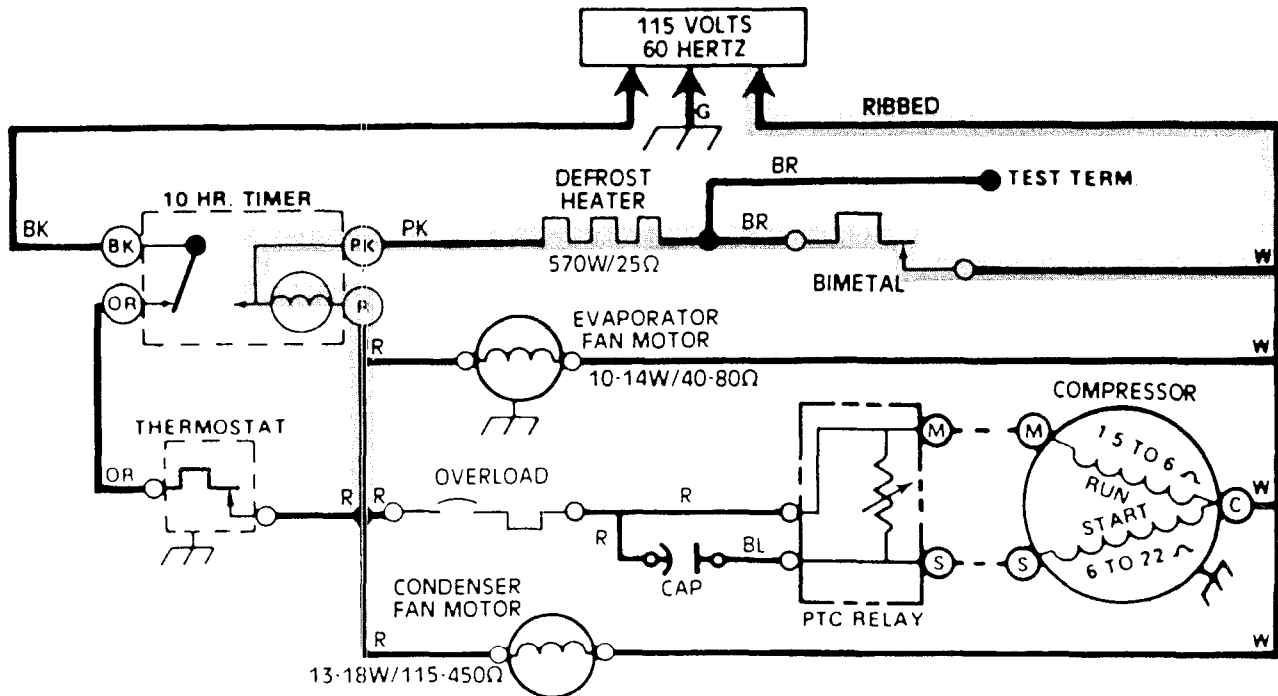 115 VOLTS
60 HERTZ
G
RIBBED
BR
TEST TERM.
DEFROST
HEATER
10 HR. TIMER
BK
BK
PK
PK
BR
570W/25Ω
BIMETAL
W
OR
R
EVAPORATOR
FAN MOTOR
R
W
10-14W/40-80Ω
COMPRESSOR
THERMOSTAT
M
M
1 5 TO 6
OR
OVERLOAD
R
R
R
RUN
W
START
C
R
BL
CAP
S
S
6 TO 22
CONDENSER
FAN MOTOR
PTC RELAY
R
W
13-18W/115-450Ω